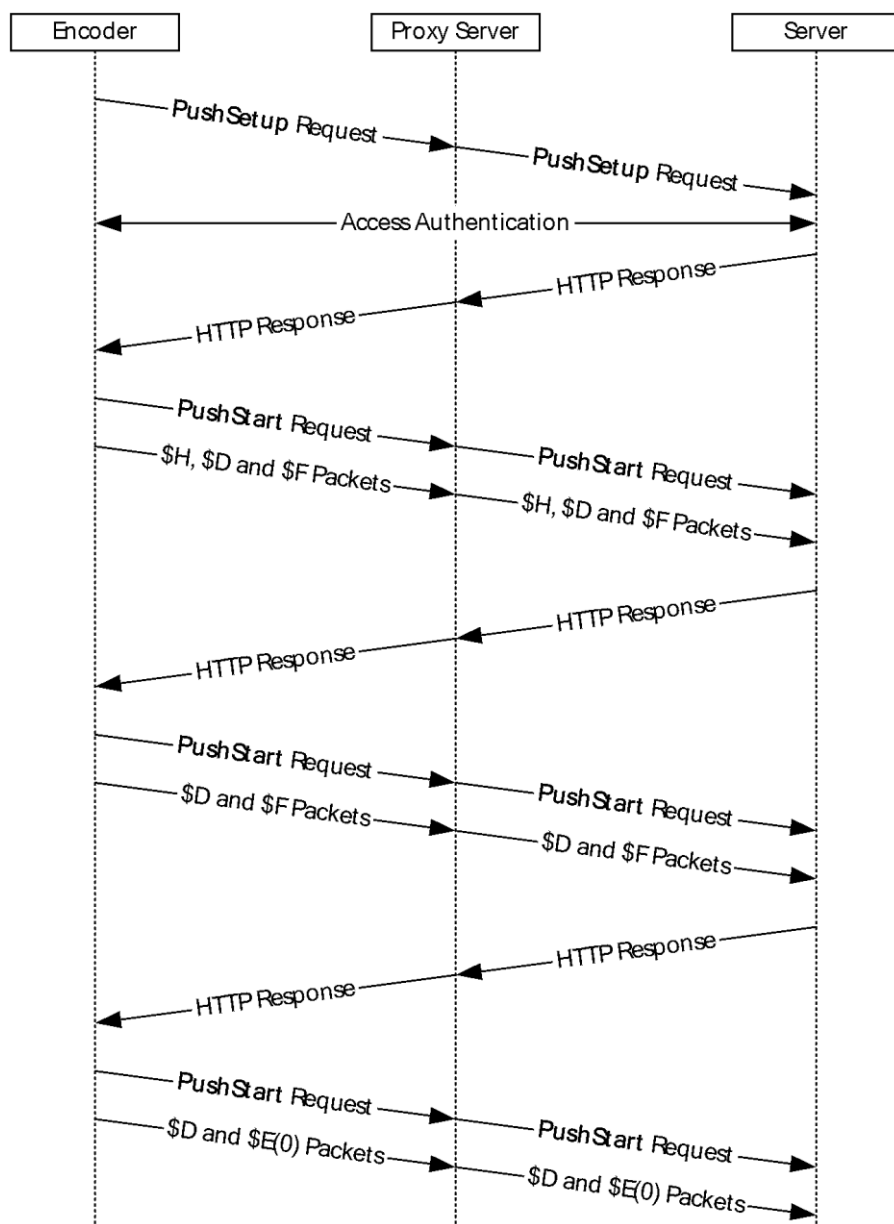 Encoder
Proxy Server
Server
PushSetup Request
PushSetup Request
Access Authentication
HTTP Response
HTTP Response
PushStart Request
PushStart Request
$H, $D and $F Packets
$H, $D and $F Packets
HTTP Response
HTTP Response
PushStart Request
PushStart Request
$D and $F Packets
$D and $F Packets
HTTP Response
HTTP Response
PushStart Request
PushStart Request
$D and $E(0) Packets
$D and $E(0) Packets